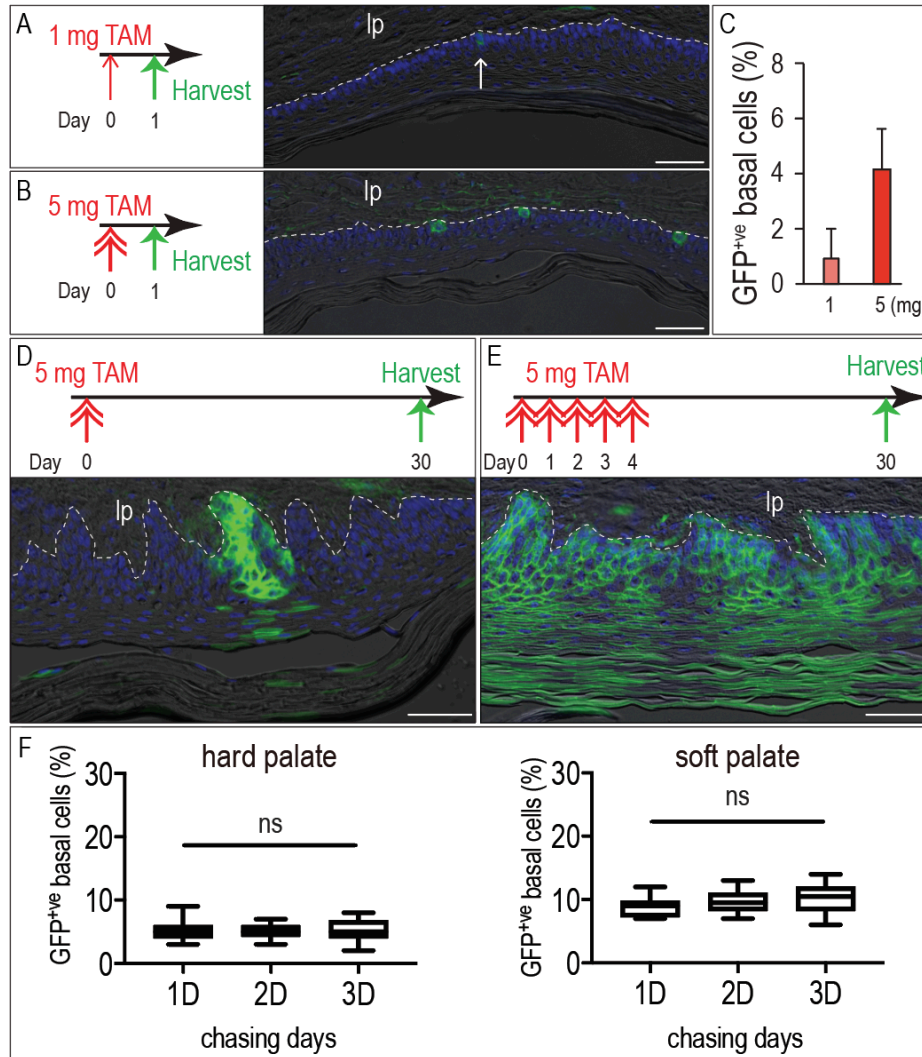 A
1 mg TAM
Harvest
Day 0 1
lp
B
5 mg TAM
Harvest
Day 0 1
lp
C
GFP+ve basal cells (%)
8
6
4
2
0
1 5 (mg)
D
5 mg TAM
Harvest
Day 0 30
lp
E
5 mg TAM
Harvest
Day 0 1 2 3 4 30
lp
F
hard palate
GFP+ve basal cells (%)
30
20
10
0
ns
1D 2D 3D
chasing days
soft palate
GFP+ve basal cells (%)
30
20
10
0
ns
1D 2D 3D
chasing days